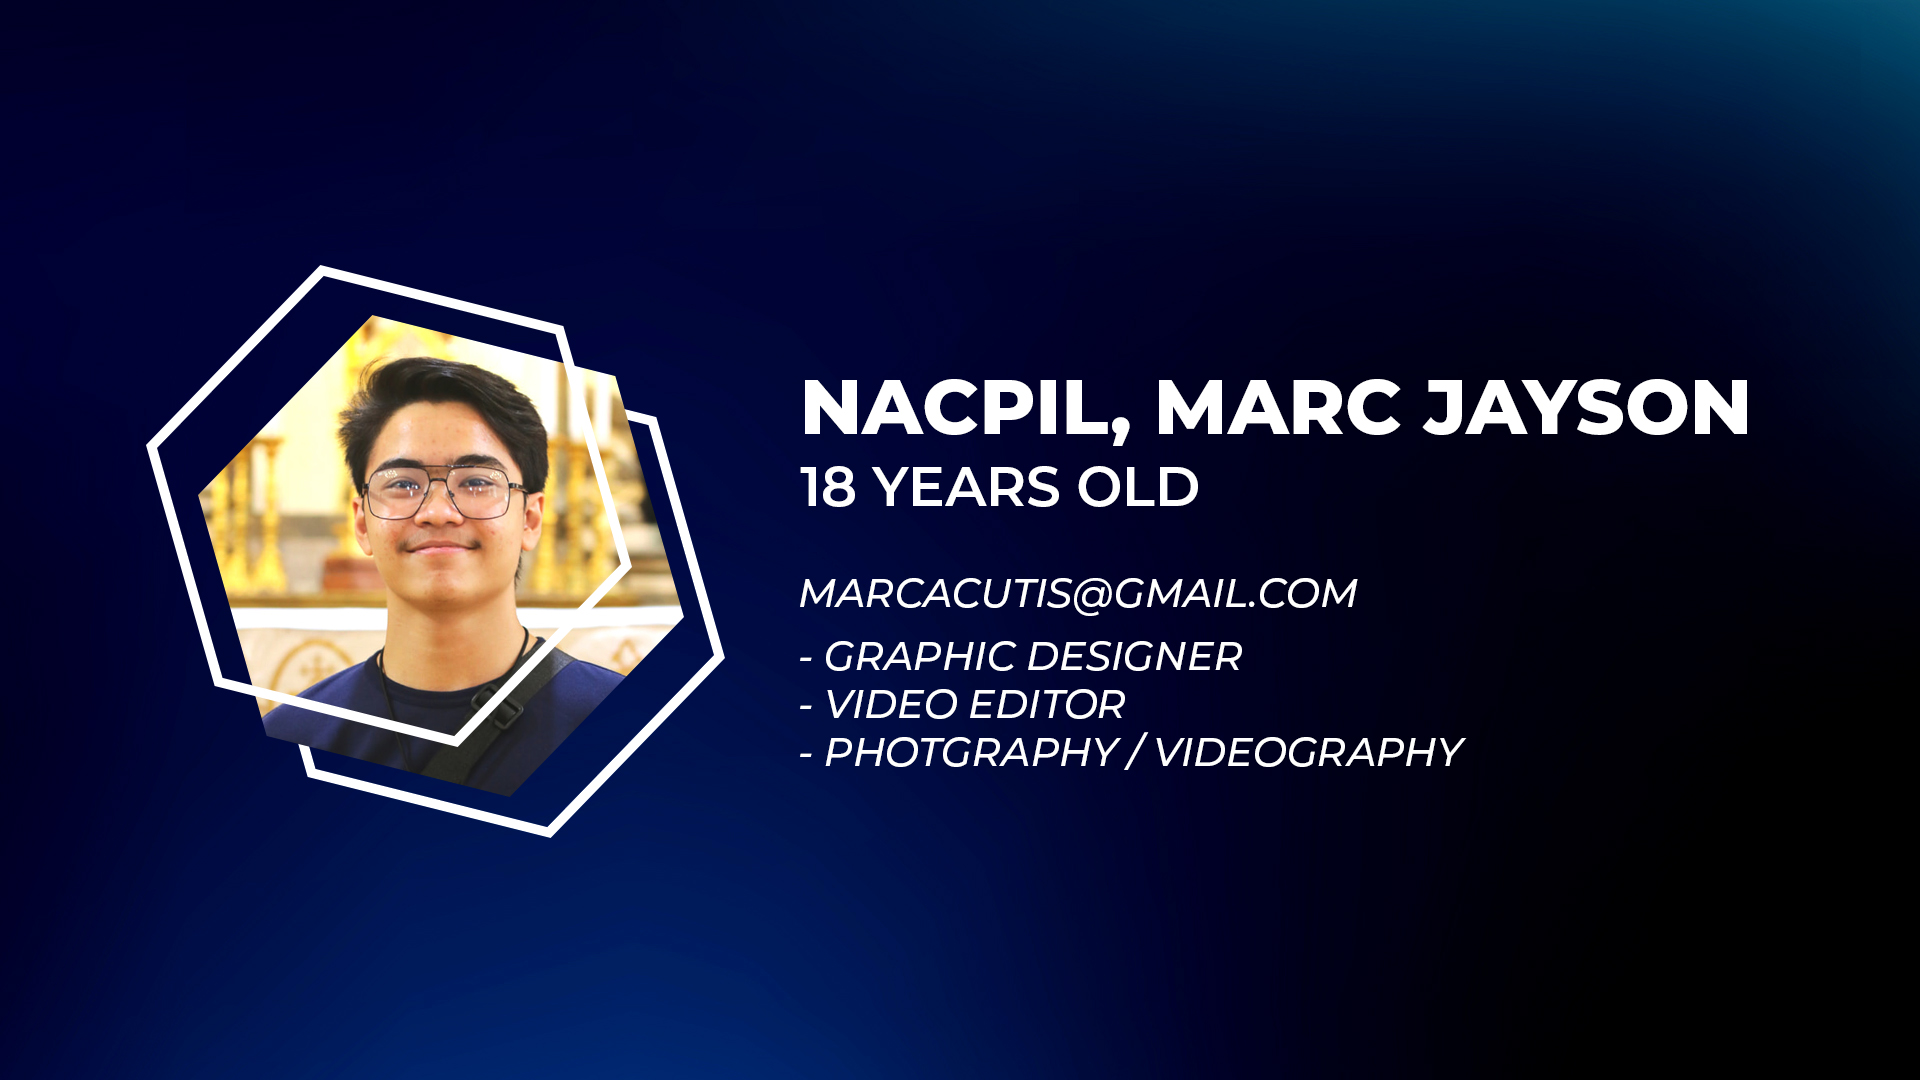 NACPIL, MARC JAYSON
18 YEARS OLD
MARCACUTIS@GMAIL.COM
- GRAPHIC DESIGNER
- VIDEO EDITOR
- PHOTGRAPHY / VIDEOGRAPHY